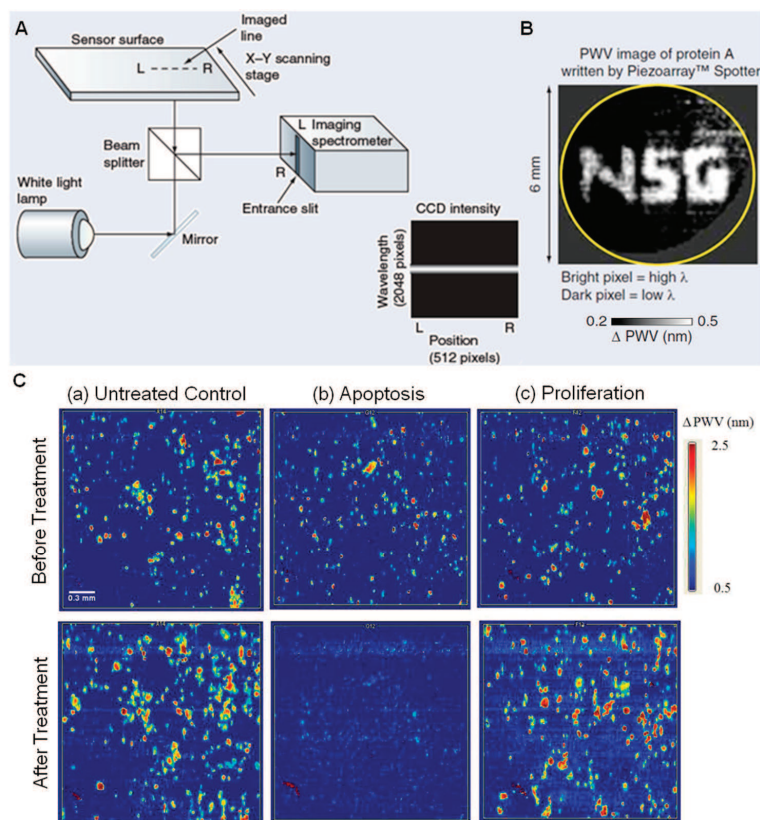 A
Sensor surface
Imaged
line
L
R
X–Y scanning
stage
Beam
splitter
L Imaging
spectrometer
R
Entrance slit
White light
lamp
Mirror
CCD intensity
Wavelength
(2048 pixels)
L
R
Position
(512 pixels)
B
PWV image of protein A
written by Piezoarray™ Spotter
6 mm
NSG
Bright pixel = high λ
Dark pixel = low λ
0.2
0.5
Δ PWV (nm)
C
(a) Untreated Control
(b) Apoptosis
(c) Proliferation
Before Treatment
0.3 mm
Δ PWV (nm)
2.5
0.5
After Treatment